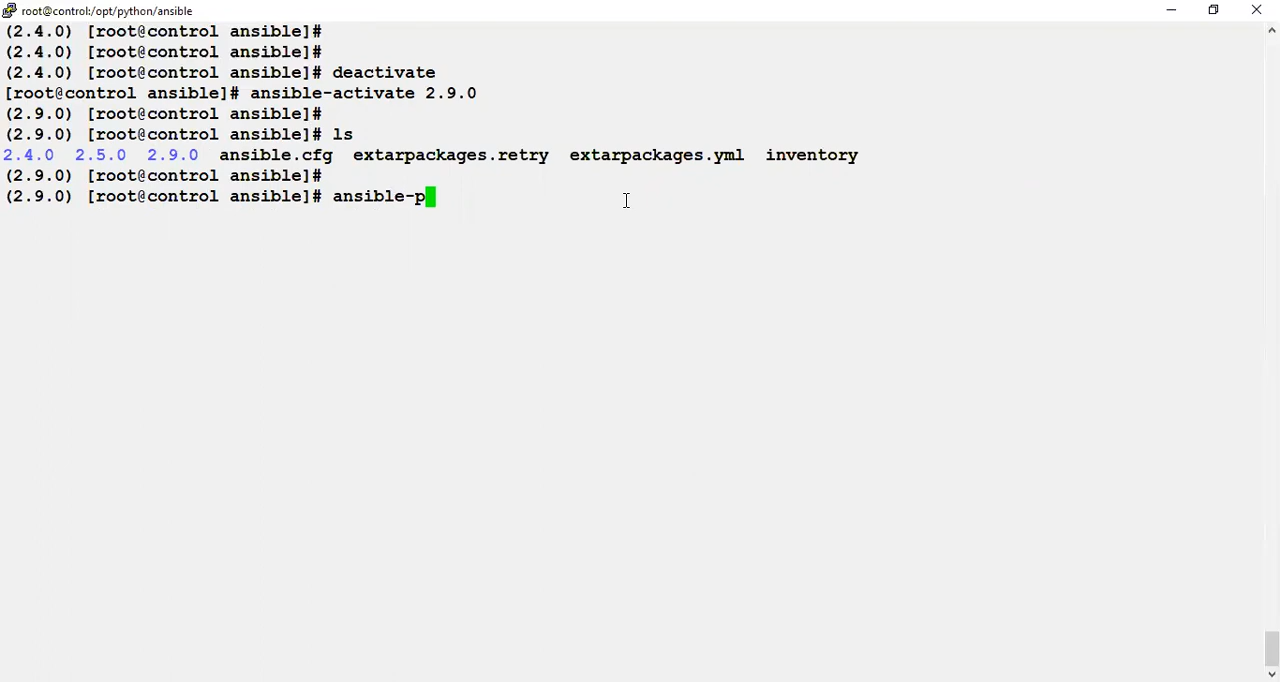 root@control:/opt/python/ansible
(2.4.0) [root@control ansible]#
(2.4.0) [root@control ansible]#
(2.4.0) [root@control ansible]# deactivate
[root@control ansible]# ansible-activate 2.9.0
(2.9.0) [root@control ansible]#
(2.9.0) [root@control ansible]# ls
2.4.0  2.5.0  2.9.0  ansible.cfg  extarpackages.retry  extarpackages.yml  inventory
(2.9.0) [root@control ansible]#
(2.9.0) [root@control ansible]# ansible-p